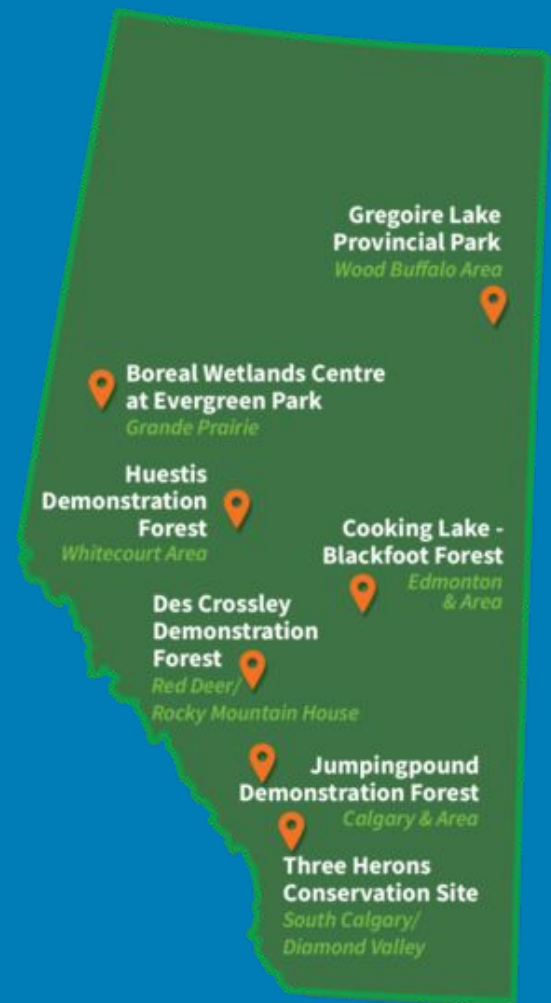 Gregoire Lake
Provincial Park
Wood Buffalo Area
Boreal Wetlands Centre
at Evergreen Park
Grande Prairie
Huestis
Demonstration
Forest
Whitecourt Area
Cooking Lake -
Blackfoot Forest
Edmonton
& Area
Des Crossley
Demonstration
Forest
Red Deer/
Rocky Mountain House
Jumpingpound
Demonstration Forest
Calgary & Area
Three Herons
Conservation Site
South Calgary/
Diamond Valley